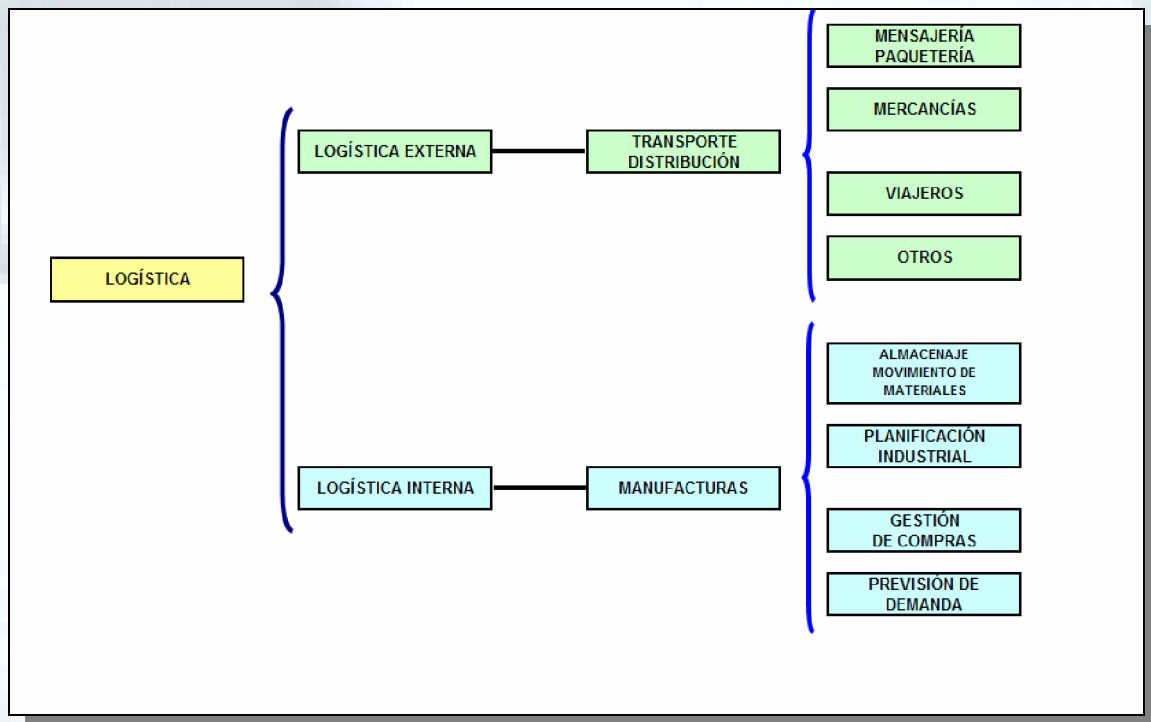 MENSAJERÍA
PAQUETERÍA
MERCANCÍAS
LOGÍSTICA EXTERNA
TRANSPORTE
DISTRIBUCIÓN
VIAJEROS
OTROS
LOGÍSTICA
ALMACENAJE
MOVIMIENTO DE
MATERIALES
PLANIFICACIÓN
INDUSTRIAL
LOGÍSTICA INTERNA
MANUFACTURAS
GESTIÓN
DE COMPRAS
PREVISIÓN DE
DEMANDA